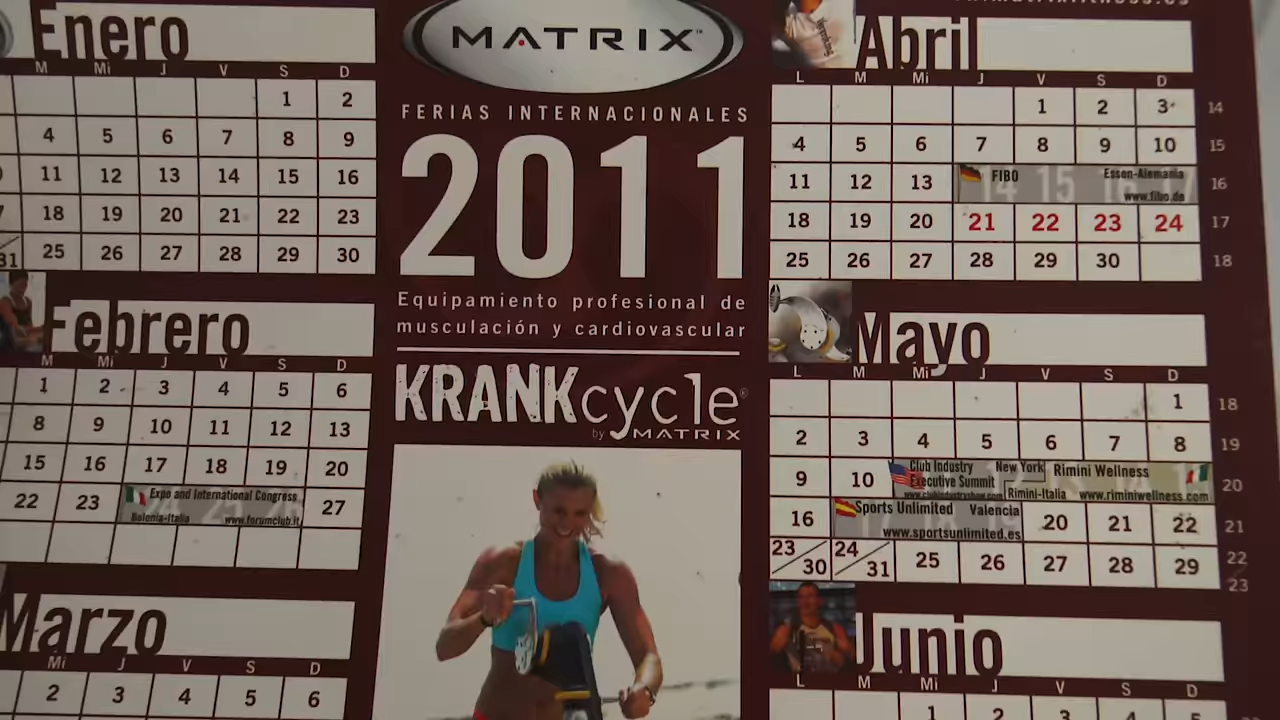 Enero
M Mi J V S D
1 2
4 5 6 7 8 9
11 12 13 14 15 16
18 19 20 21 22 23
31 25 26 27 28 29 30
Febrero
M Mi J V S D
1 2 3 4 5 6
8 9 10 11 12 13
15 16 17 18 19 20
22 23 Expo and International Congress 27
Bolonia-Italia www.forumclub.it
Marzo
Mi J V S D
2 3 4 5 6
MATRIX™
FERIAS INTERNACIONALES
2011
Equipamiento profesional de
musculación y cardiovascular
KRANKcycle®
by MATRIX
Abril
L M Mi J V S D
1 2 3 14
4 5 6 7 8 9 10 15
11 12 13 FIBO Essen-Alemania 16
www.fibo.de
18 19 20 21 22 23 24 17
25 26 27 28 29 30 18
Mayo
L M Mi J V S D
1 18
2 3 4 5 6 7 8 19
9 10 Club Industry New York Rimini Wellness 20
Executive Summit
www.clubindustryshow.com Rimini-Italia www.riminiwellness.com
16 Sports Unlimited Valencia 20 21 22 21
www.sportsunlimited.es
23/30 24/31 25 26 27 28 29 22
23
Junio
L M Mi J V S D
1 2 3 4 5